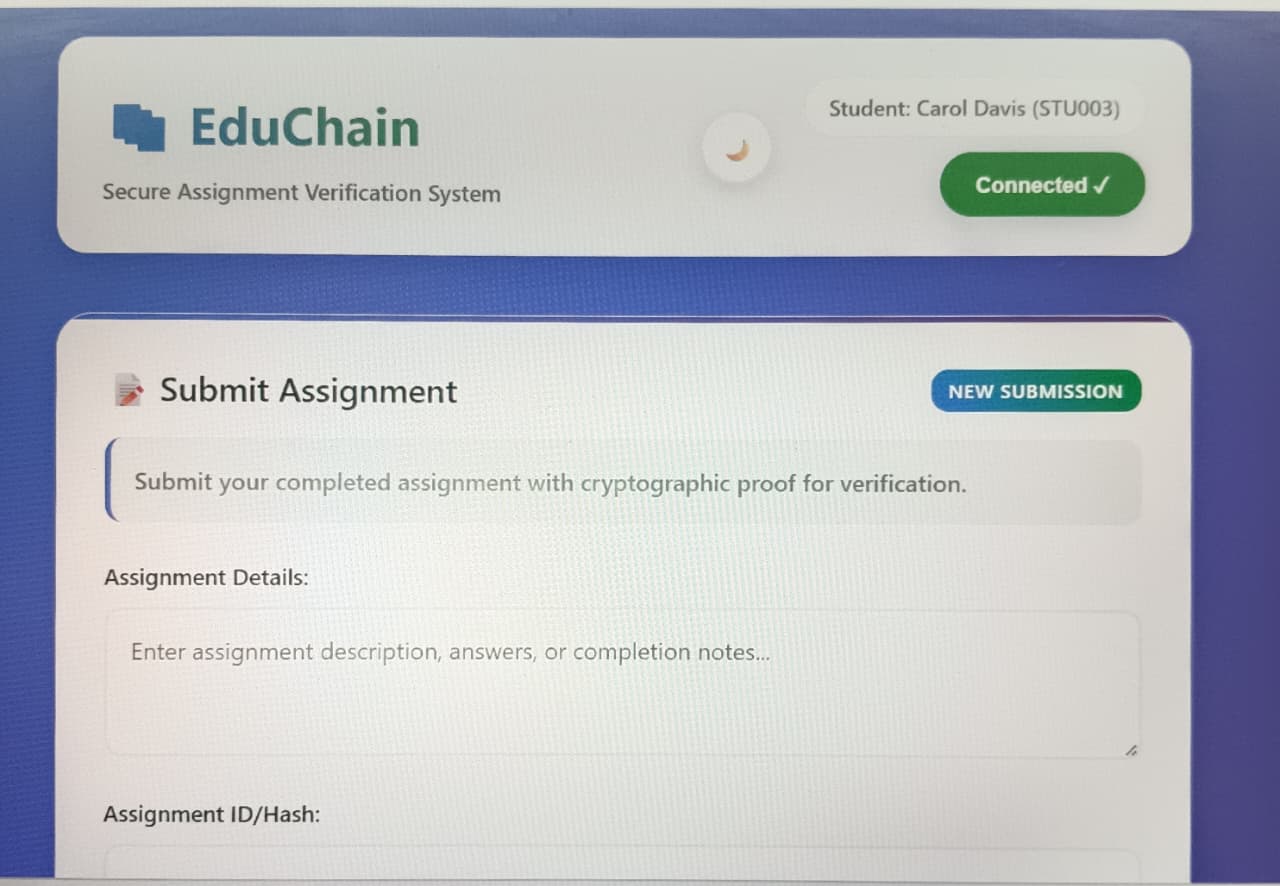 EduChain
Secure Assignment Verification System
Student: Carol Davis (STU003)
Connected ✓
Submit Assignment
NEW SUBMISSION
Submit your completed assignment with cryptographic proof for verification.
Assignment Details:
Enter assignment description, answers, or completion notes...
Assignment ID/Hash: